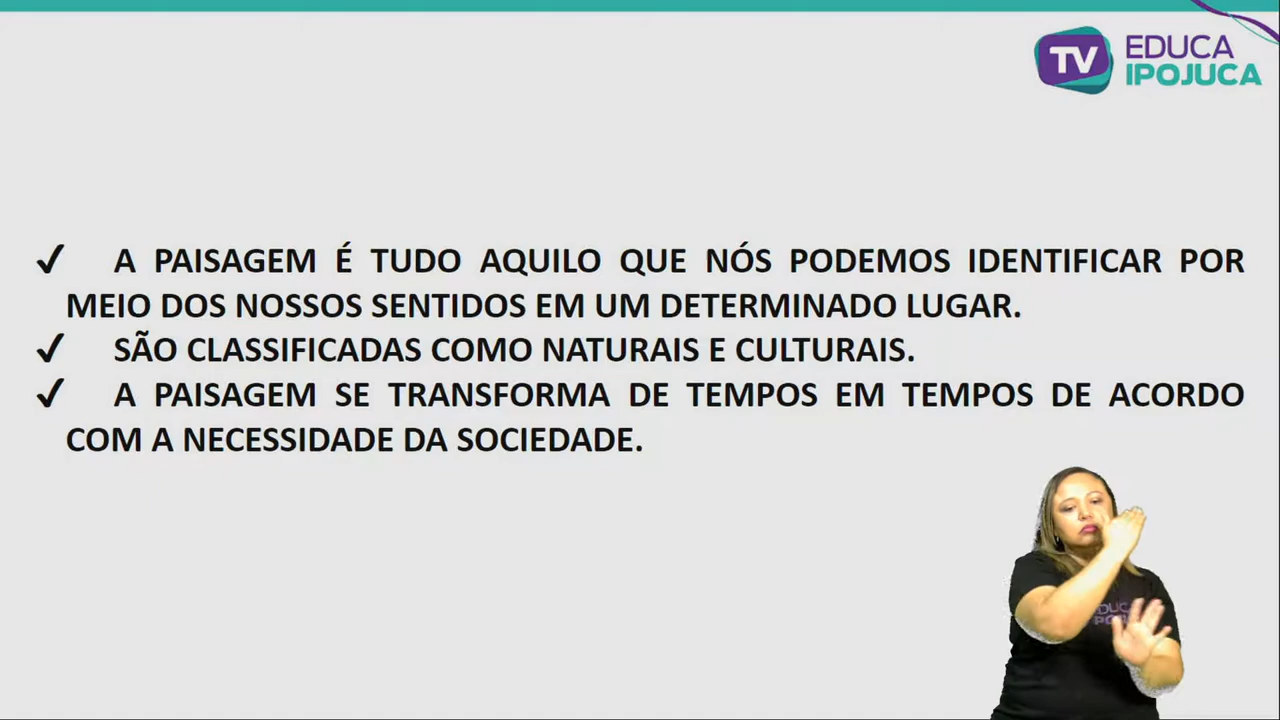 TV EDUCA
IPOJUCA
✓ A PAISAGEM É TUDO AQUILO QUE NÓS PODEMOS IDENTIFICAR POR
MEIO DOS NOSSOS SENTIDOS EM UM DETERMINADO LUGAR.
✓ SÃO CLASSIFICADAS COMO NATURAIS E CULTURAIS.
✓ A PAISAGEM SE TRANSFORMA DE TEMPOS EM TEMPOS DE ACORDO
COM A NECESSIDADE DA SOCIEDADE.